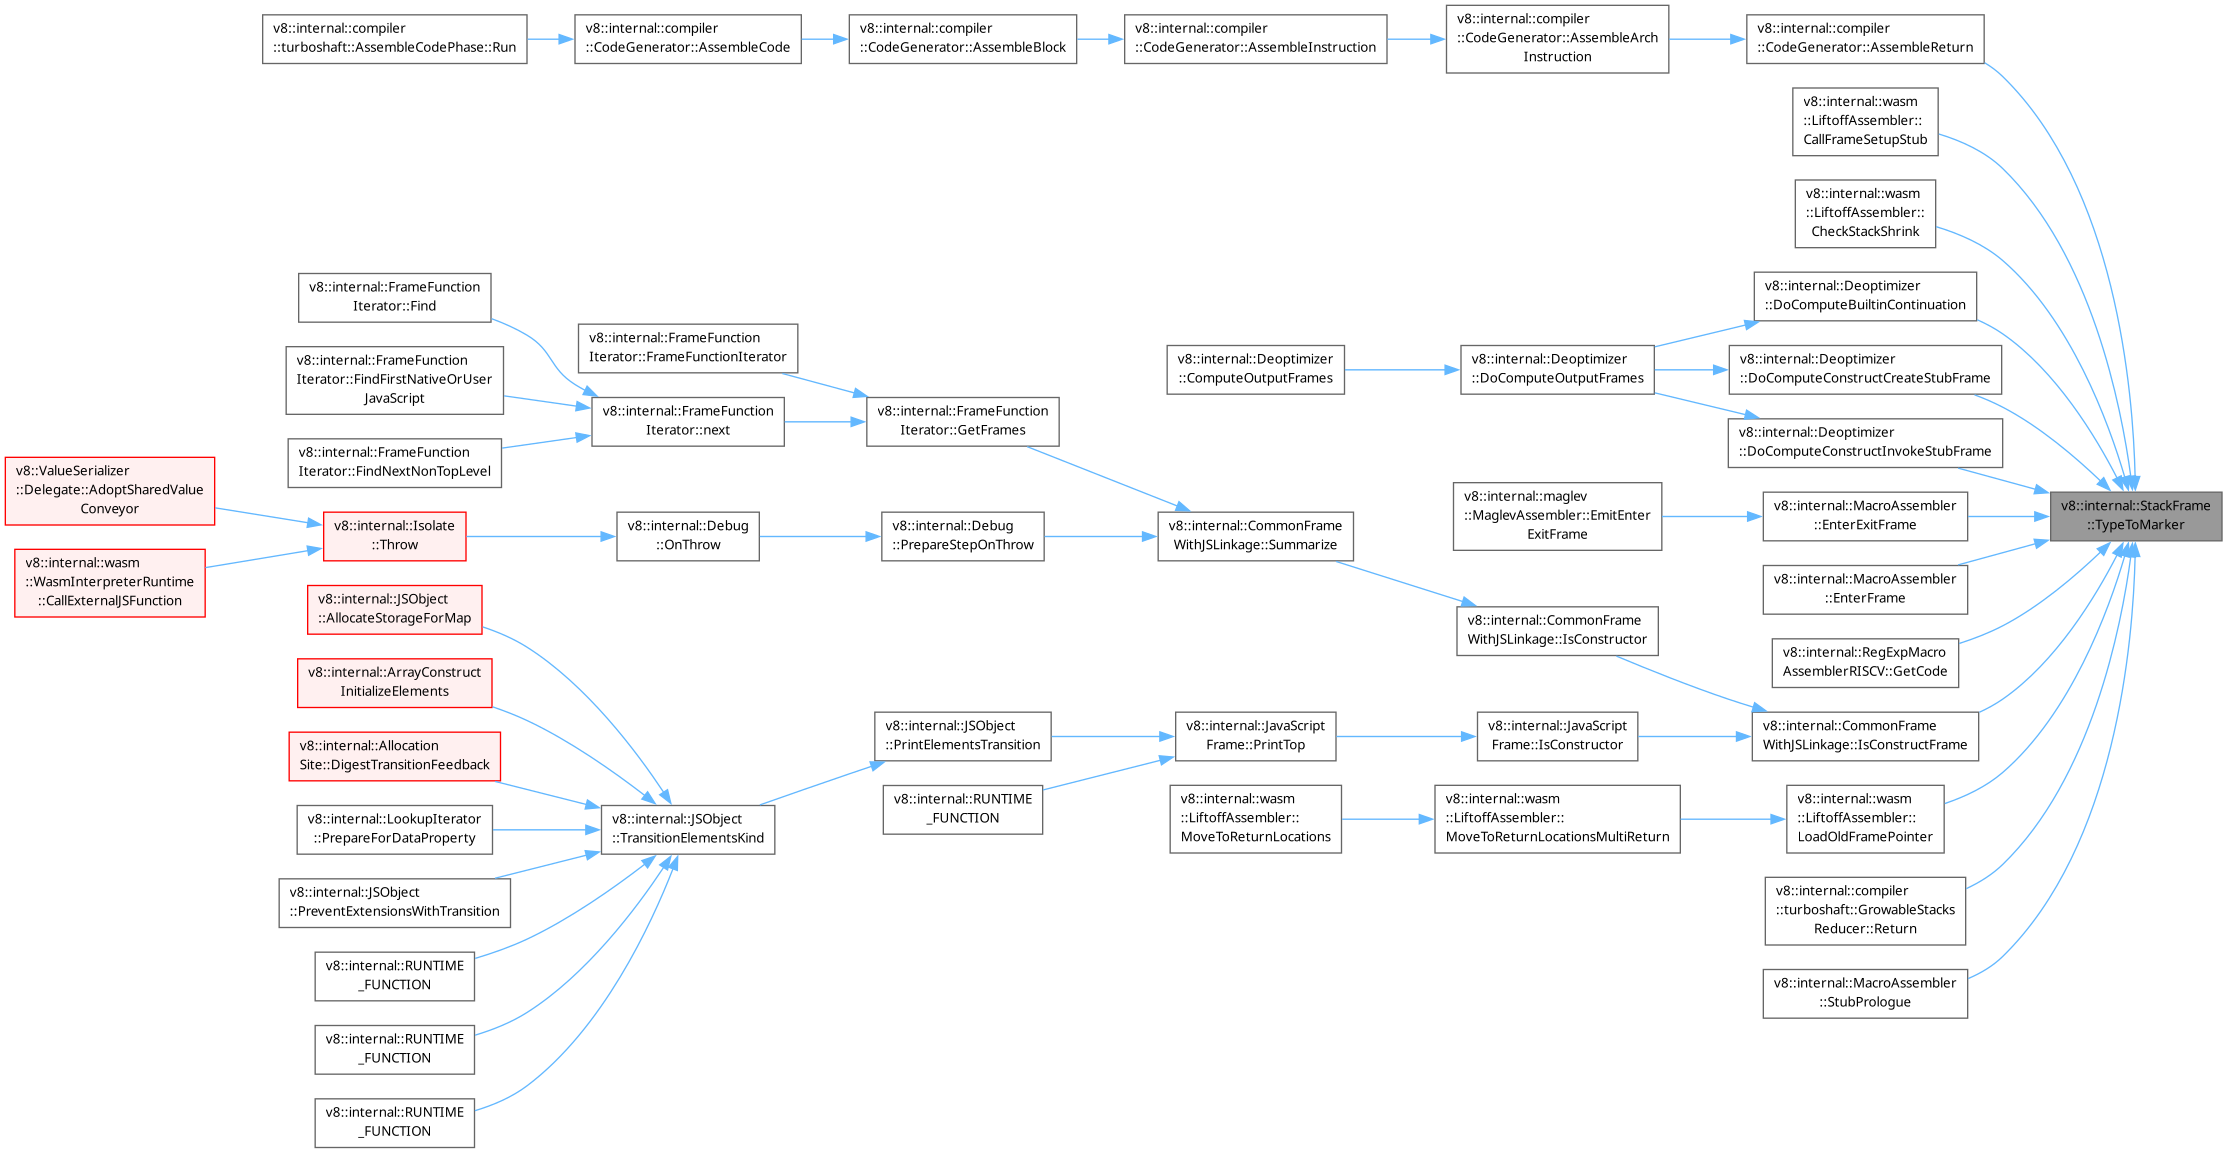 v8::internal::compiler
::turboshaft::AssembleCodePhase::Run
v8::internal::compiler
::CodeGenerator::AssembleCode
v8::internal::compiler
::CodeGenerator::AssembleBlock
v8::internal::compiler
::CodeGenerator::AssembleInstruction
v8::internal::compiler
::CodeGenerator::AssembleArch
Instruction
v8::internal::compiler
::CodeGenerator::AssembleReturn
v8::internal::wasm
::LiftoffAssembler::
CallFrameSetupStub
v8::internal::wasm
::LiftoffAssembler::
CheckStackShrink
v8::internal::FrameFunction
Iterator::Find
v8::internal::FrameFunction
Iterator::FindFirstNativeOrUser
JavaScript
v8::internal::FrameFunction
Iterator::FindNextNonTopLevel
v8::internal::FrameFunction
Iterator::FrameFunctionIterator
v8::internal::FrameFunction
Iterator::next
v8::internal::FrameFunction
Iterator::GetFrames
v8::internal::Deoptimizer
::ComputeOutputFrames
v8::internal::Deoptimizer
::DoComputeOutputFrames
v8::internal::Deoptimizer
::DoComputeBuiltinContinuation
v8::internal::Deoptimizer
::DoComputeConstructCreateStubFrame
v8::internal::Deoptimizer
::DoComputeConstructInvokeStubFrame
v8::ValueSerializer
::Delegate::AdoptSharedValue
Conveyor
v8::internal::wasm
::WasmInterpreterRuntime
::CallExternalJSFunction
v8::internal::Isolate
::Throw
v8::internal::Debug
::OnThrow
v8::internal::Debug
::PrepareStepOnThrow
v8::internal::CommonFrame
WithJSLinkage::Summarize
v8::internal::maglev
::MaglevAssembler::EmitEnter
ExitFrame
v8::internal::MacroAssembler
::EnterExitFrame
v8::internal::StackFrame
::TypeToMarker
v8::internal::MacroAssembler
::EnterFrame
v8::internal::CommonFrame
WithJSLinkage::IsConstructor
v8::internal::RegExpMacro
AssemblerRISCV::GetCode
v8::internal::JSObject
::AllocateStorageForMap
v8::internal::ArrayConstruct
InitializeElements
v8::internal::Allocation
Site::DigestTransitionFeedback
v8::internal::LookupIterator
::PrepareForDataProperty
v8::internal::JSObject
::PreventExtensionsWithTransition
v8::internal::RUNTIME
_FUNCTION
v8::internal::RUNTIME
_FUNCTION
v8::internal::RUNTIME
_FUNCTION
v8::internal::JSObject
::TransitionElementsKind
v8::internal::JSObject
::PrintElementsTransition
v8::internal::RUNTIME
_FUNCTION
v8::internal::JavaScript
Frame::PrintTop
v8::internal::JavaScript
Frame::IsConstructor
v8::internal::CommonFrame
WithJSLinkage::IsConstructFrame
v8::internal::wasm
::LiftoffAssembler::
MoveToReturnLocations
v8::internal::wasm
::LiftoffAssembler::
MoveToReturnLocationsMultiReturn
v8::internal::wasm
::LiftoffAssembler::
LoadOldFramePointer
v8::internal::compiler
::turboshaft::GrowableStacks
Reducer::Return
v8::internal::MacroAssembler
::StubPrologue